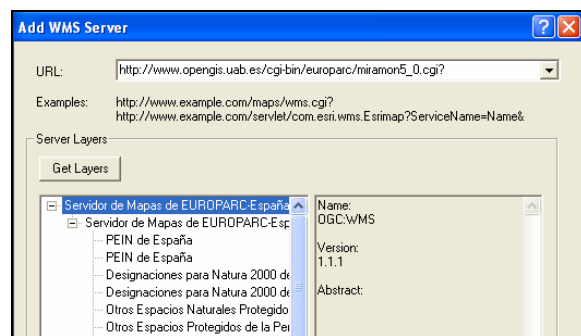 Add WMS Server
URL: http://www.opengis.uab.es/cgi-bin/europarc/miramon5_0.cgi?
Examples: http://www.example.com/maps/wms.cgi?
http://www.example.com/servlet/com.esri.wms.Esrimap?ServiceName=Name&
Server Layers
Get Layers
Servidor de Mapas de EUROPARC-España
Servidor de Mapas de EUROPARC-Esp
PEIN de España
PEIN de España
Designaciones para Natura 2000 de
Designaciones para Natura 2000 de
Otros Espacios Naturales Protegido
Otros Espacios Protegidos de la Per
Name:
OGC:WMS
Version:
1.1.1
Abstract: